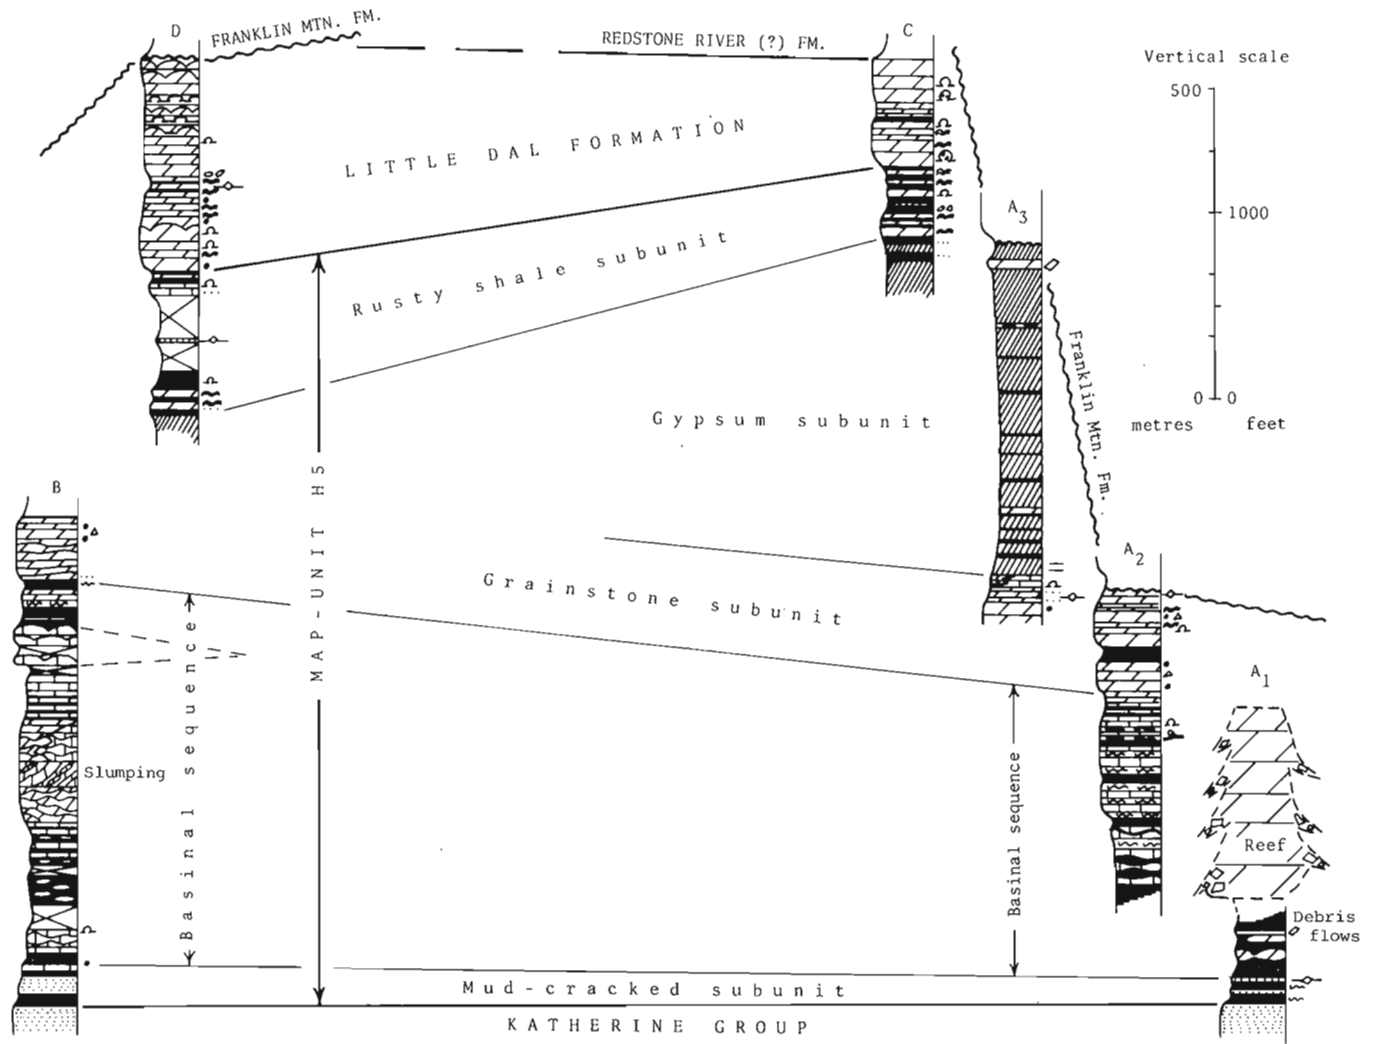 D
FRANKLIN MTN. FM.
REDSTONE RIVER (?) FM.
C
Vertical scale
500
1000
0 0
metres feet
LITTLE DAL FORMATION
A3
Rusty shale subunit
Franklin Mtn. Fm.
Gypsum subunit
MAP-UNIT H5
B
A2
Grainstone subunit
Basinal sequence
A1
Slumping
Basinal sequence
Reef
Debris
flows
Mud-cracked subunit
KATHERINE GROUP